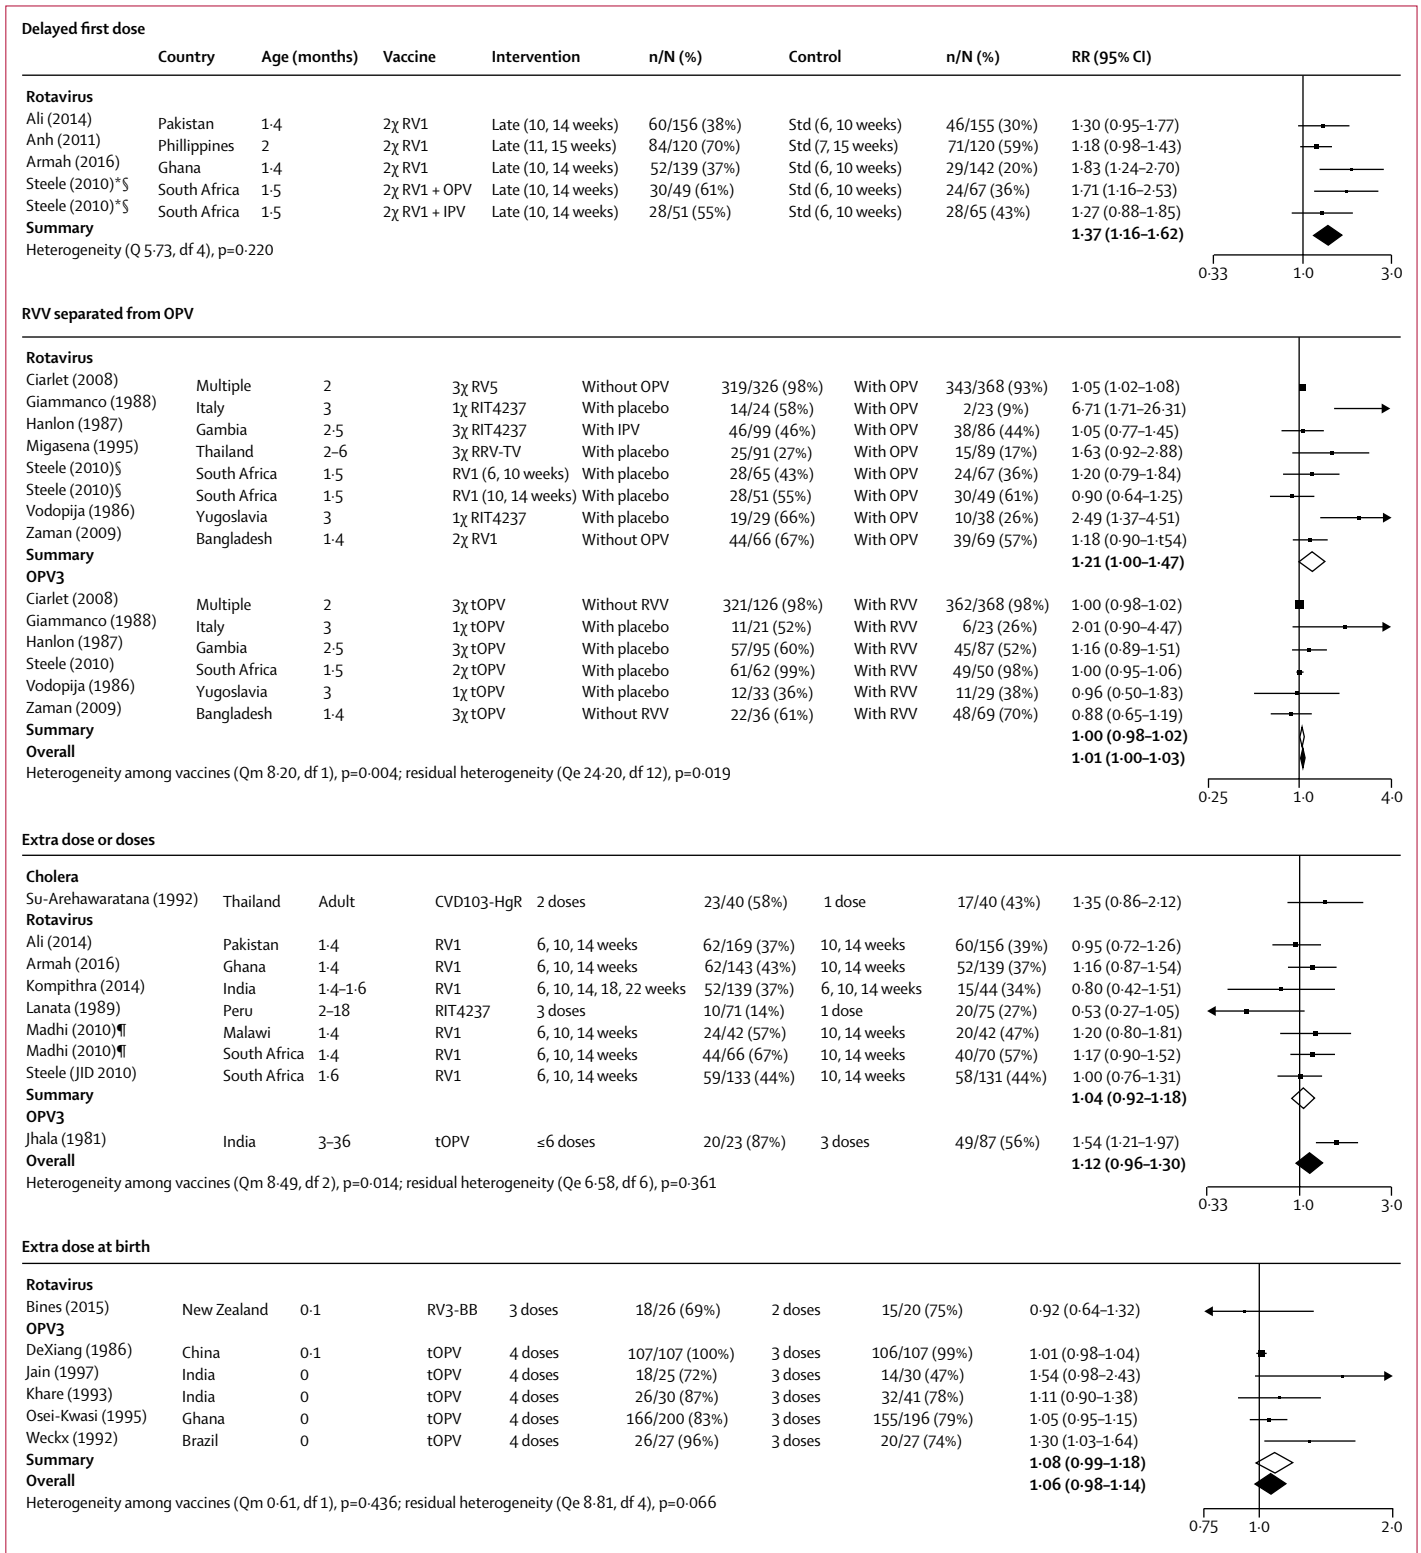 Delayed first dose
Country Age (months) Vaccine Intervention n/N (%) Control n/N (%) RR (95% CI)
Rotavirus
Ali (2014) Pakistan 1·4 2χ RV1 Late (10, 14 weeks) 60/156 (38%) Std (6, 10 weeks) 46/155 (30%) 1·30 (0·95–1·77)
Anh (2011) Phillippines 2 2χ RV1 Late (11, 15 weeks) 84/120 (70%) Std (7, 15 weeks) 71/120 (59%) 1·18 (0·98–1·43)
Armah (2016) Ghana 1·4 2χ RV1 Late (10, 14 weeks) 52/139 (37%) Std (6, 10 weeks) 29/142 (20%) 1·83 (1·24–2·70)
Steele (2010)*§ South Africa 1·5 2χ RV1 + OPV Late (10, 14 weeks) 30/49 (61%) Std (6, 10 weeks) 24/67 (36%) 1·71 (1·16–2·53)
Steele (2010)*§ South Africa 1·5 2χ RV1 + IPV Late (10, 14 weeks) 28/51 (55%) Std (6, 10 weeks) 28/65 (43%) 1·27 (0·88–1·85)
Summary 1·37 (1·16–1·62)
Heterogeneity (Q 5·73, df 4), p=0·220
0·33 1·0 3·0
RVV separated from OPV
Rotavirus
Ciarlet (2008) Multiple 2 3χ RV5 Without OPV 319/326 (98%) With OPV 343/368 (93%) 1·05 (1·02–1·08)
Giammanco (1988) Italy 3 1χ RIT4237 With placebo 14/24 (58%) With OPV 2/23 (9%) 6·71 (1·71–26·31)
Hanlon (1987) Gambia 2·5 3χ RIT4237 With IPV 46/99 (46%) With OPV 38/86 (44%) 1·05 (0·77–1·45)
Migasena (1995) Thailand 2–6 3χ RRV-TV With placebo 25/91 (27%) With OPV 15/89 (17%) 1·63 (0·92–2·88)
Steele (2010)§ South Africa 1·5 RV1 (6, 10 weeks) With placebo 28/65 (43%) With OPV 24/67 (36%) 1·20 (0·79–1·84)
Steele (2010)§ South Africa 1·5 RV1 (10, 14 weeks) With placebo 28/51 (55%) With OPV 30/49 (61%) 0·90 (0·64–1·25)
Vodopija (1986) Yugoslavia 3 1χ RIT4237 With placebo 19/29 (66%) With OPV 10/38 (26%) 2·49 (1·37–4·51)
Zaman (2009) Bangladesh 1·4 2χ RV1 Without OPV 44/66 (67%) With OPV 39/69 (57%) 1·18 (0·90–1·t54)
Summary 1·21 (1·00–1·47)
OPV3
Ciarlet (2008) Multiple 2 3χ tOPV Without RVV 321/126 (98%) With RVV 362/368 (98%) 1·00 (0·98–1·02)
Giammanco (1988) Italy 3 1χ tOPV With placebo 11/21 (52%) With RVV 6/23 (26%) 2·01 (0·90–4·47)
Hanlon (1987) Gambia 2·5 3χ tOPV With placebo 57/95 (60%) With RVV 45/87 (52%) 1·16 (0·89–1·51)
Steele (2010) South Africa 1·5 2χ tOPV With placebo 61/62 (99%) With RVV 49/50 (98%) 1·00 (0·95–1·06)
Vodopija (1986) Yugoslavia 3 1χ tOPV With placebo 12/33 (36%) With RVV 11/29 (38%) 0·96 (0·50–1·83)
Zaman (2009) Bangladesh 1·4 3χ tOPV Without RVV 22/36 (61%) With RVV 48/69 (70%) 0·88 (0·65–1·19)
Summary 1·00 (0·98–1·02)
Overall 1·01 (1·00–1·03)
Heterogeneity among vaccines (Qm 8·20, df 1), p=0·004; residual heterogeneity (Qe 24·20, df 12), p=0·019
0·25 1·0 4·0
Extra dose or doses
Cholera
Su-Arehawaratana (1992) Thailand Adult CVD103-HgR 2 doses 23/40 (58%) 1 dose 17/40 (43%) 1·35 (0·86–2·12)
Rotavirus
Ali (2014) Pakistan 1·4 RV1 6, 10, 14 weeks 62/169 (37%) 10, 14 weeks 60/156 (39%) 0·95 (0·72–1·26)
Armah (2016) Ghana 1·4 RV1 6, 10, 14 weeks 62/143 (43%) 10, 14 weeks 52/139 (37%) 1·16 (0·87–1·54)
Kompithra (2014) India 1·4–1·6 RV1 6, 10, 14, 18, 22 weeks 52/139 (37%) 6, 10, 14 weeks 15/44 (34%) 0·80 (0·42–1·51)
Lanata (1989) Peru 2–18 RIT4237 3 doses 10/71 (14%) 1 dose 20/75 (27%) 0·53 (0·27–1·05)
Madhi (2010)¶ Malawi 1·4 RV1 6, 10, 14 weeks 24/42 (57%) 10, 14 weeks 20/42 (47%) 1·20 (0·80–1·81)
Madhi (2010)¶ South Africa 1·4 RV1 6, 10, 14 weeks 44/66 (67%) 10, 14 weeks 40/70 (57%) 1·17 (0·90–1·52)
Steele (JID 2010) South Africa 1·6 RV1 6, 10, 14 weeks 59/133 (44%) 10, 14 weeks 58/131 (44%) 1·00 (0·76–1·31)
Summary 1·04 (0·92–1·18)
OPV3
Jhala (1981) India 3–36 tOPV ≤6 doses 20/23 (87%) 3 doses 49/87 (56%) 1·54 (1·21–1·97)
Overall 1·12 (0·96–1·30)
Heterogeneity among vaccines (Qm 8·49, df 2), p=0·014; residual heterogeneity (Qe 6·58, df 6), p=0·361
0·33 1·0 3·0
Extra dose at birth
Rotavirus
Bines (2015) New Zealand 0·1 RV3-BB 3 doses 18/26 (69%) 2 doses 15/20 (75%) 0·92 (0·64–1·32)
OPV3
DeXiang (1986) China 0·1 tOPV 4 doses 107/107 (100%) 3 doses 106/107 (99%) 1·01 (0·98–1·04)
Jain (1997) India 0 tOPV 4 doses 18/25 (72%) 3 doses 14/30 (47%) 1·54 (0·98–2·43)
Khare (1993) India 0 tOPV 4 doses 26/30 (87%) 3 doses 32/41 (78%) 1·11 (0·90–1·38)
Osei-Kwasi (1995) Ghana 0 tOPV 4 doses 166/200 (83%) 3 doses 155/196 (79%) 1·05 (0·95–1·15)
Weckx (1992) Brazil 0 tOPV 4 doses 26/27 (96%) 3 doses 20/27 (74%) 1·30 (1·03–1·64)
Summary 1·08 (0·99–1·18)
Overall 1·06 (0·98–1·14)
Heterogeneity among vaccines (Qm 0·61, df 1), p=0·436; residual heterogeneity (Qe 8·81, df 4), p=0·066
0·75 1·0 2·0